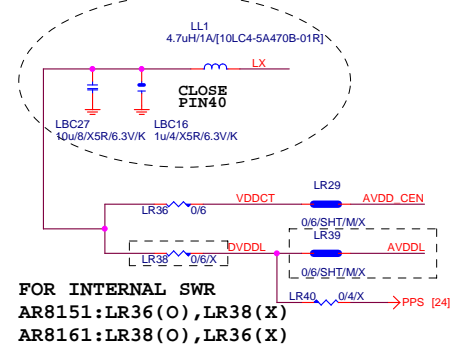 LL1
4.7uH/1A/[10LC4-5A470B-01R]
LX
CLOSE
PIN40
LBC27
10u/8/X5R/6.3V/K
LBC16
1u/4/X5R/6.3V/K
LR36
0/6
VDDCT
LR29
0/6/SHT/M/X
AVDD_CEN
LR38
0/6/X
DVDDL
LR39
0/6/SHT/M/X
AVDDL
LR40
0/4/X
PPS [24]
FOR INTERNAL SWR
AR8151:LR36(O),LR38(X)
AR8161:LR38(O),LR36(X)